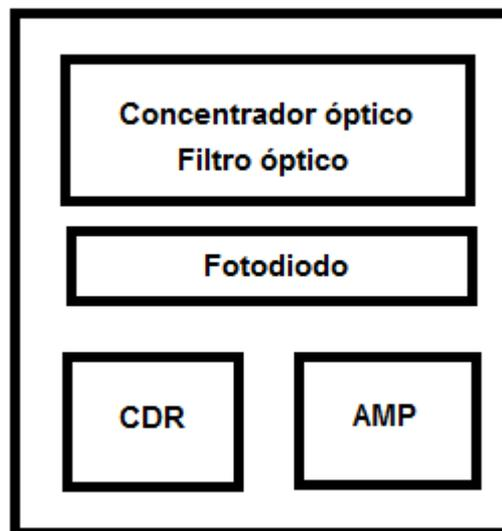 Concentrador óptico
Filtro óptico
Fotodiodo
CDR
AMP